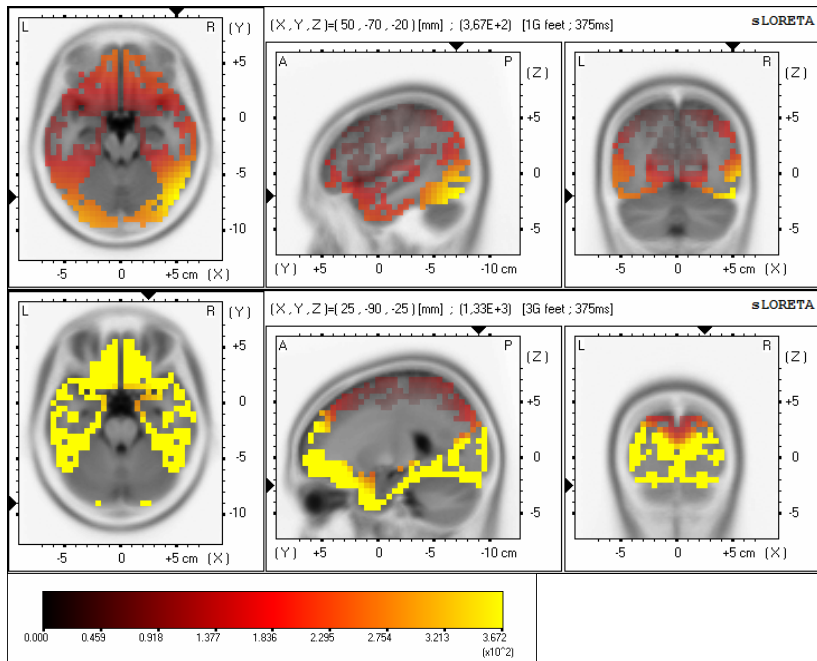 L R (Y)
+5
0
-5
-10
-5 0 +5 cm (X)
(X, Y, Z)=( 50 , -70 , -20 ) [mm] ; (3,67E+2) [1G feet ; 375ms] sLORETA
A P (Z)
+5
0
-5
(Y) +5 0 -5 -10 cm
L R (Z)
+5
0
-5
-5 0 +5 cm (X)
L R (Y)
+5
0
-5
-10
-5 0 +5 cm (X)
(X, Y, Z)=( 25 , -90 , -25 ) [mm] ; (1,33E+3) [3G feet ; 375ms] sLORETA
A P (Z)
+5
0
-5
(Y) +5 0 -5 -10 cm
L R (Z)
+5
0
-5
-5 0 +5 cm (X)
0.000 0.459 0.918 1.377 1.836 2.295 2.754 3.213 3.672
(x10^2)